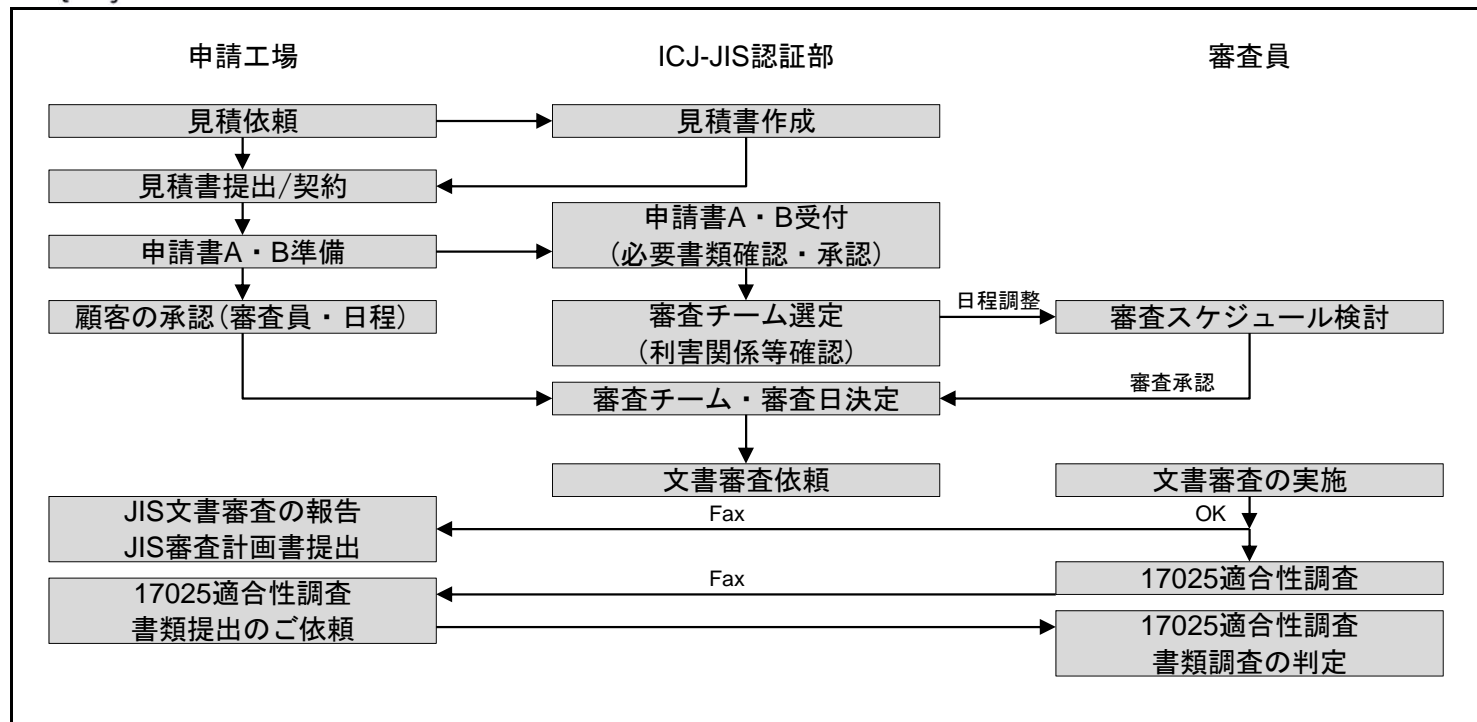 申請工場
ICJ-JIS認証部
審査員
見積依頼
見積書作成
見積書提出/契約
申請書A・B準備
申請書A・B受付
(必要書類確認・承認)
顧客の承認(審査員・日程)
審査チーム選定
(利害関係等確認)
日程調整
審査スケジュール検討
審査承認
審査チーム・審査日決定
文書審査依頼
文書審査の実施
JIS文書審査の報告
JIS審査計画書提出
Fax
OK
17025適合性調査
書類提出のご依頼
Fax
17025適合性調査
17025適合性調査
書類調査の判定